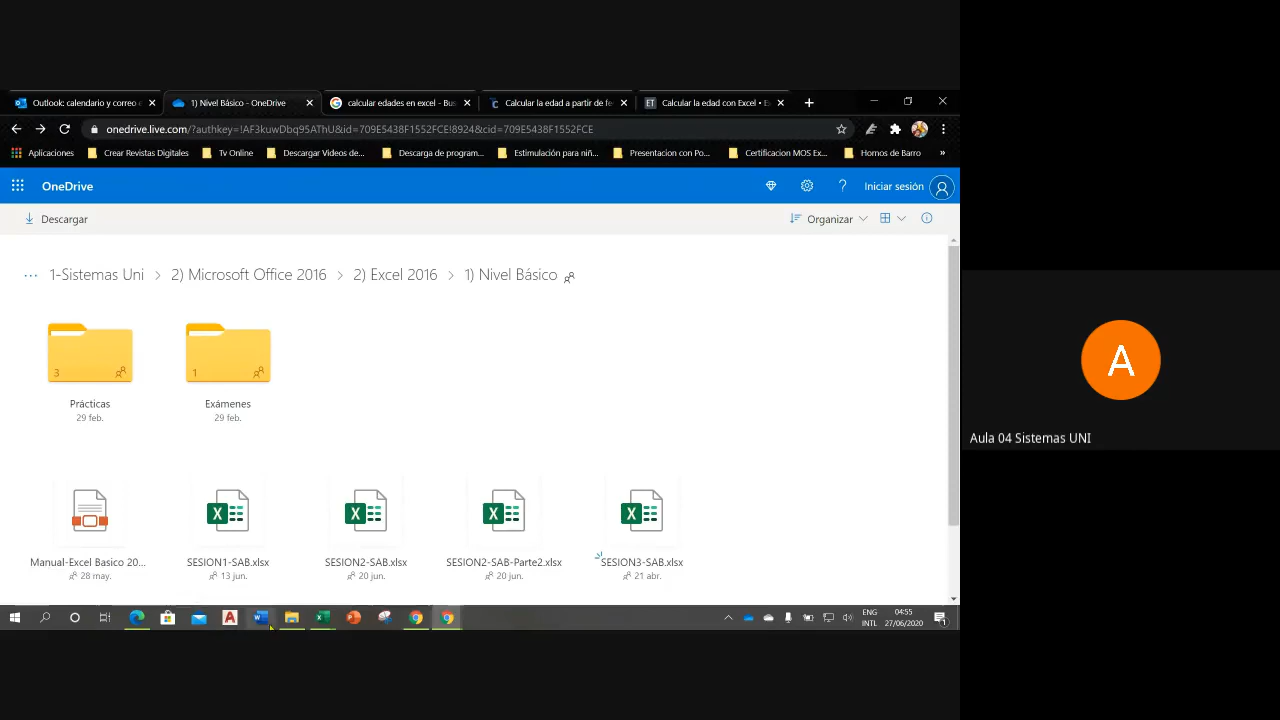 Outlook: calendario y correo e
1) Nivel Básico - OneDrive
calcular edades en excel - Bus
Calcular la edad a partir de fe
ET Calcular la edad con Excel • E
onedrive.live.com/?authkey=!AF3kuwDbq95AThU&id=709E5438F1552FCE!8924&cid=709E5438F1552FCE
Aplicaciones
Crear Revistas Digitales
Tv Online
Descargar Videos de...
Descarga de program...
Estimulación para niñ...
Presentacion con Po...
Certificacion MOS Ex...
Hornos de Barro
»
OneDrive
Iniciar sesión
Descargar
Organizar
... 1-Sistemas Uni > 2) Microsoft Office 2016 > 2) Excel 2016 > 1) Nivel Básico
3
1
Prácticas
29 feb.
Exámenes
29 feb.
Manual-Excel Basico 20...
28 may.
SESION1-SAB.xlsx
13 jun.
SESION2-SAB.xlsx
20 jun.
SESION2-SAB-Parte2.xlsx
20 jun.
SESION3-SAB.xlsx
21 abr.
ENG
INTL
04:55
27/06/2020
A
Aula 04 Sistemas UNI